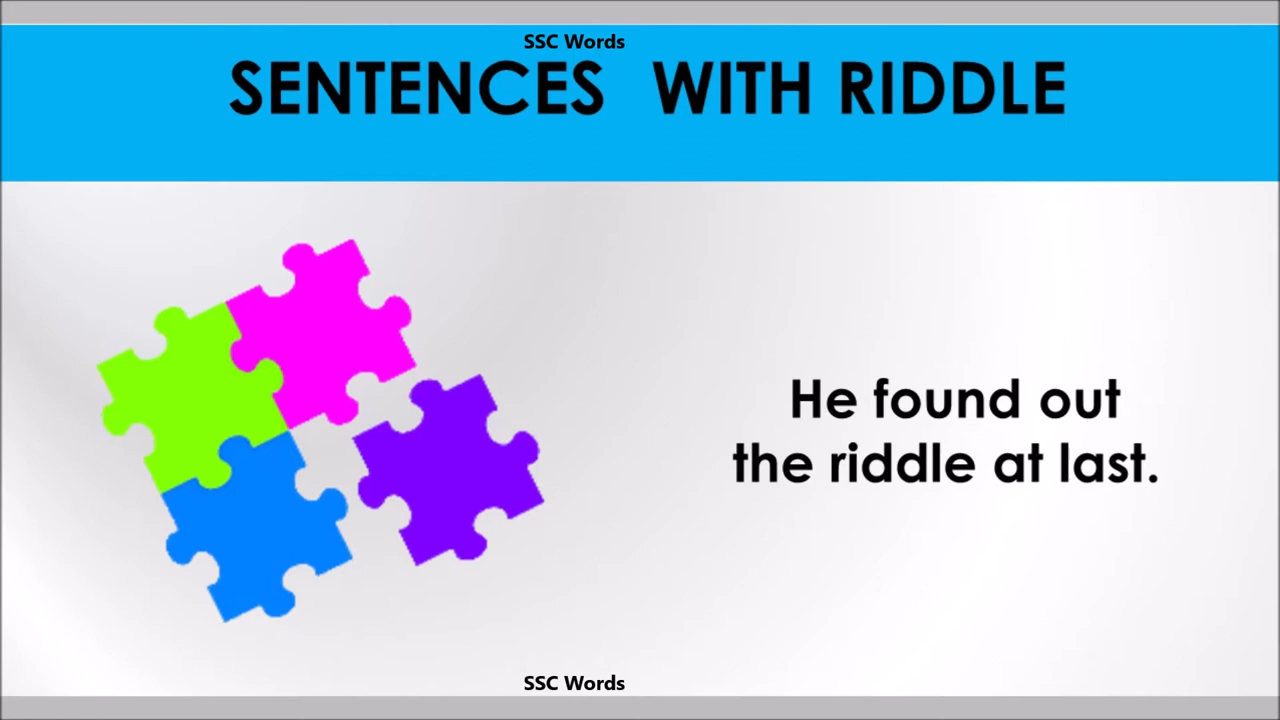 SSC Words
SENTENCES WITH RIDDLE
He found out
the riddle at last.
SSC Words